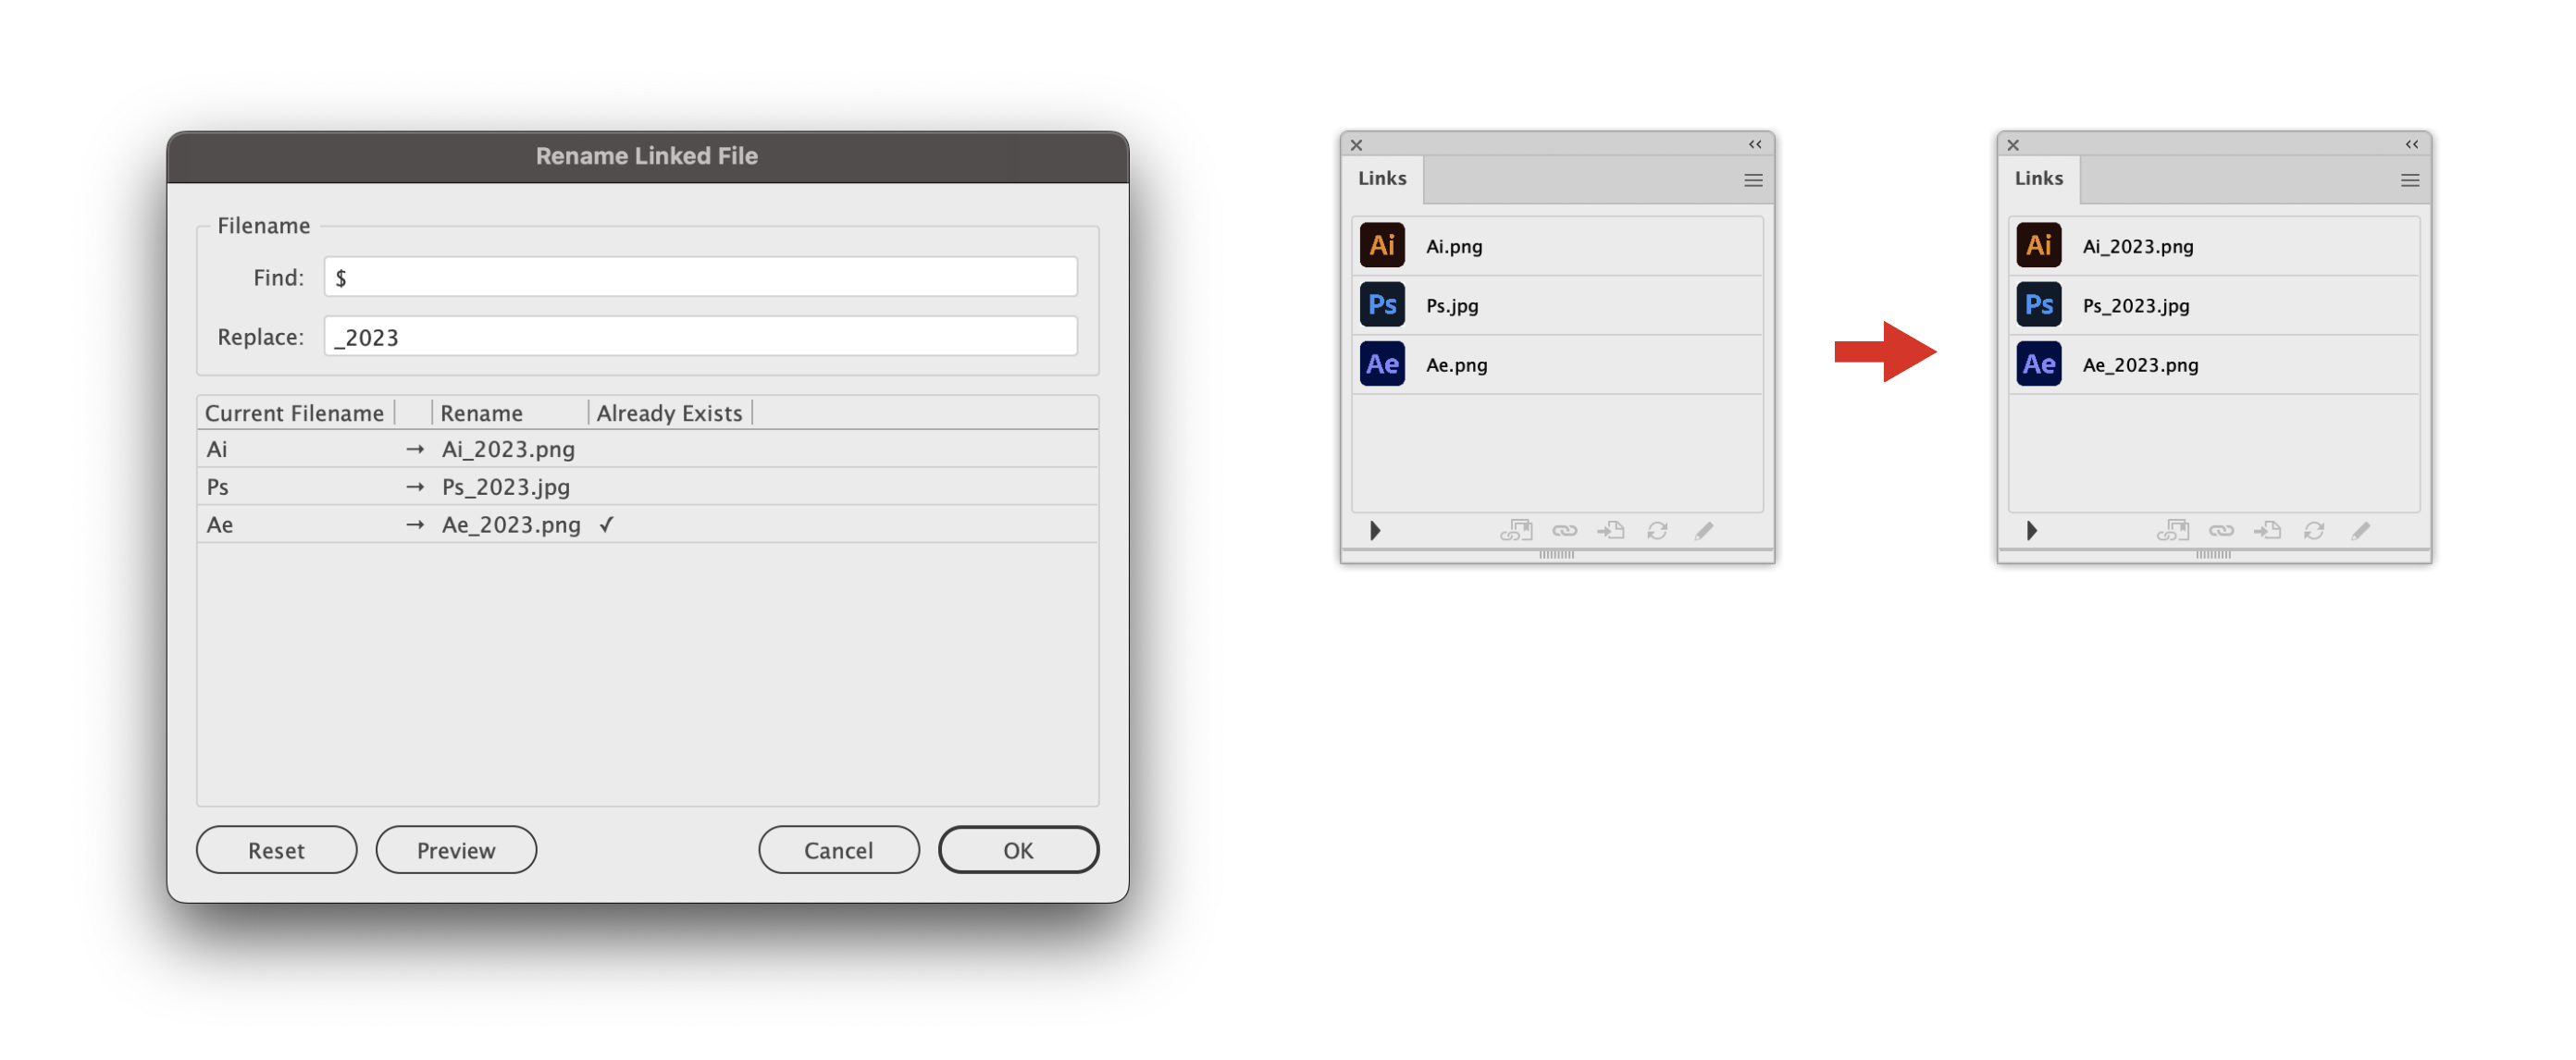 Rename Linked File
Filename
Find: $
Replace: _2023
Current Filename Rename Already Exists
Ai → Ai_2023.png
Ps → Ps_2023.jpg
Ae → Ae_2023.png ✓
Reset Preview Cancel OK
Links
Ai Ai.png
Ps Ps.jpg
Ae Ae.png
Links
Ai Ai_2023.png
Ps Ps_2023.jpg
Ae Ae_2023.png